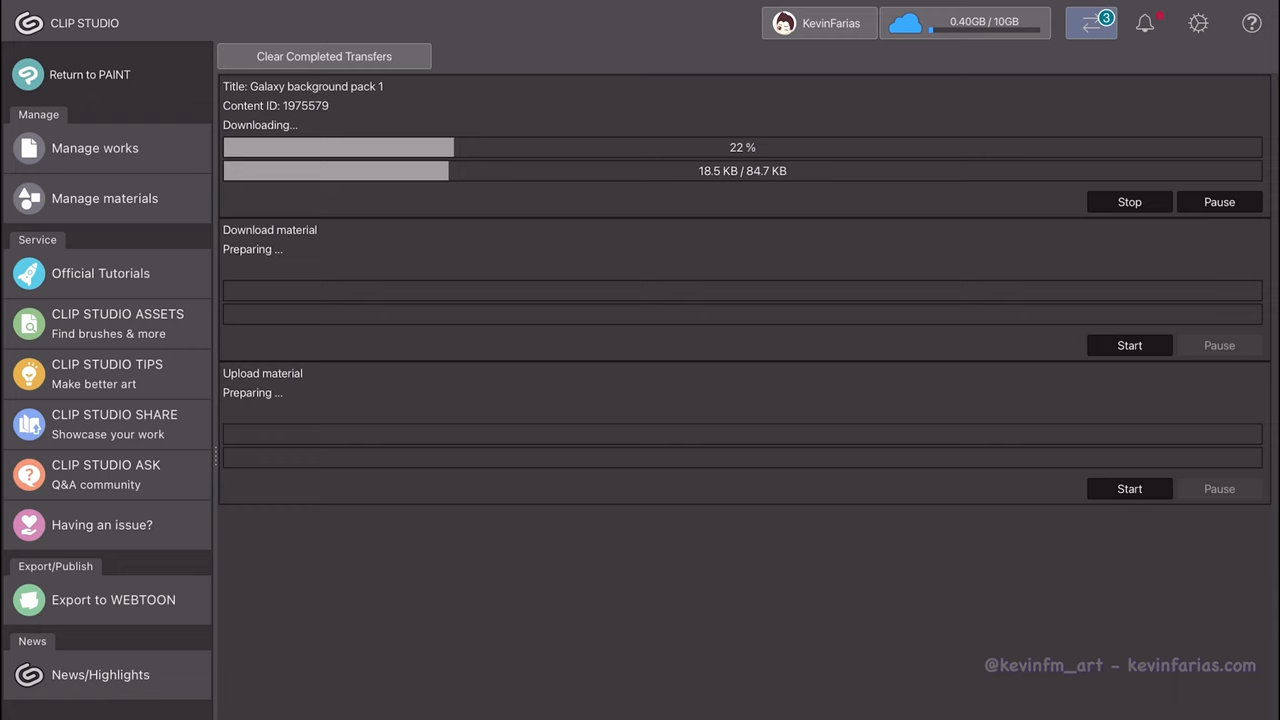 CLIP STUDIO
KevinFarias
0.40GB / 10GB
3
Return to PAINT
Clear Completed Transfers
Title: Galaxy background pack 1
Content ID: 1975579
Downloading...
22 %
18.5 KB / 84.7 KB
Stop
Pause
Download material
Preparing ...
Start
Pause
Upload material
Preparing ...
Start
Pause
Manage
Manage works
Manage materials
Service
Official Tutorials
CLIP STUDIO ASSETS
Find brushes & more
CLIP STUDIO TIPS
Make better art
CLIP STUDIO SHARE
Showcase your work
CLIP STUDIO ASK
Q&A community
Having an issue?
Export/Publish
Export to WEBTOON
News
News/Highlights
@kevinfm_art - kevinfarias.com